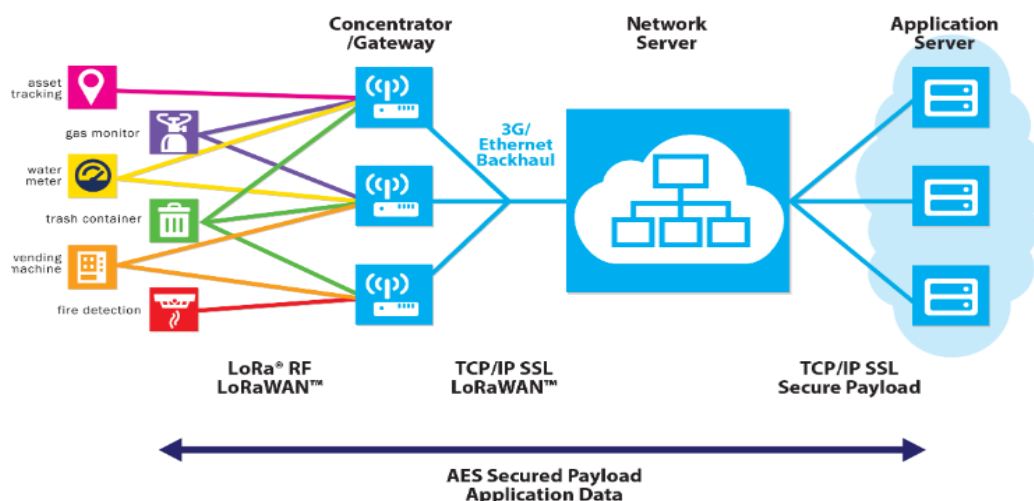 Concentrator
/Gateway
Network
Server
Application
Server
asset
tracking
gas monitor
water
meter
trash container
vending
machine
fire detection
3G/
Ethernet
Backhaul
LoRa® RF
LoRaWAN™
TCP/IP SSL
LoRaWAN™
TCP/IP SSL
Secure Payload
AES Secured Payload
Application Data